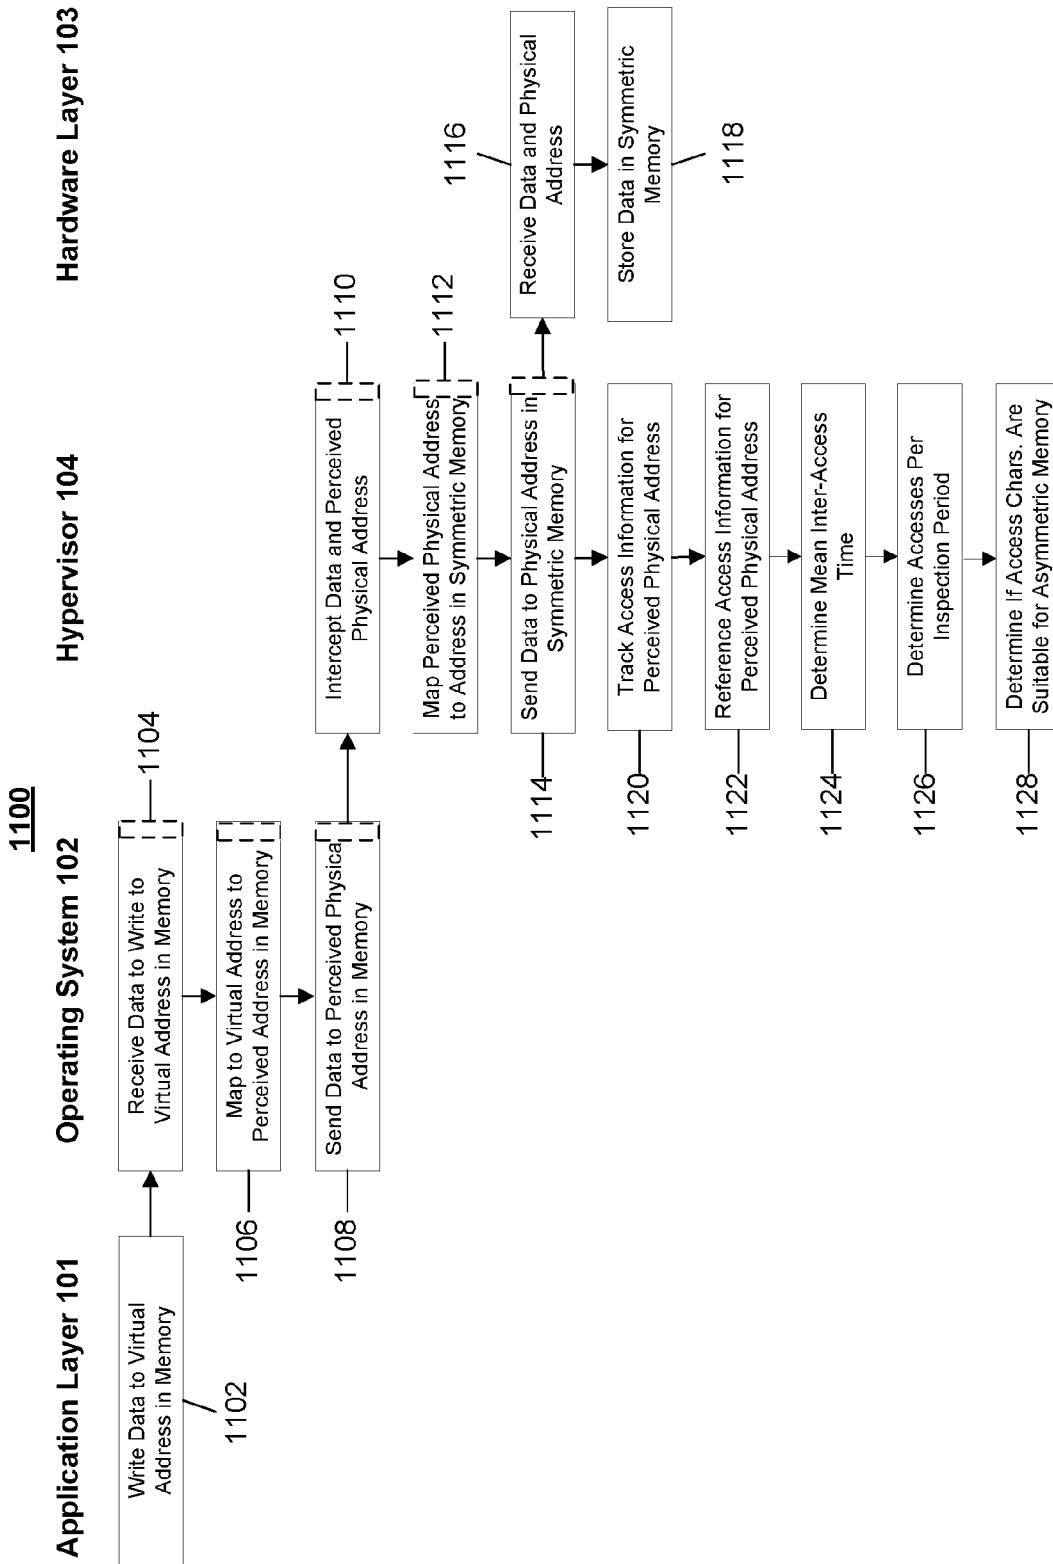 1100
Application Layer 101
Operating System 102
Hypervisor 104
Hardware Layer 103
Write Data to Virtual
Address in Memory
1102
Receive Data to Write to
Virtual Address in Memory
1104
Map to Virtual Address to
Perceived Address in Memory
1106
Send Data to Perceived Physica
Address in Memory
1108
Intercept Data and Perceived
Physical Address
1110
Map Perceived Physical Address
to Address in Symmetric Memory
1112
Send Data to Physical Address in
Symmetric Memory
1114
Receive Data and Physical
Address
1116
Store Data in Symmetric
Memory
1118
Track Access Information for
Perceived Physical Address
1120
Reference Access Information for
Perceived Physical Address
1122
Determine Mean Inter-Access
Time
1124
Determine Accesses Per
Inspection Period
1126
Determine If Access Chars. Are
Suitable for Asymmetric Memory
1128